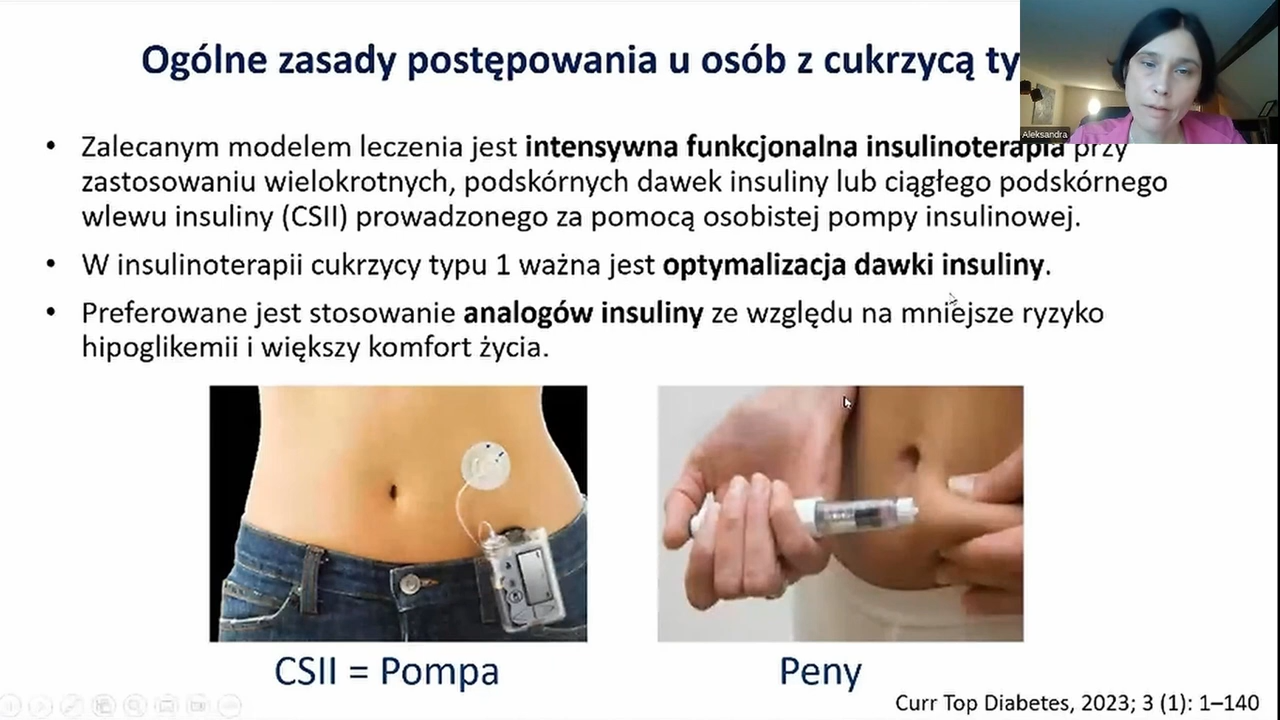 Ogólne zasady postępowania u osób z cukrzycą ty
Aleksandra
• Zalecanym modelem leczenia jest intensywna funkcjonalna insulinoterapia przy
zastosowaniu wielokrotnych, podskórnych dawek insuliny lub ciągłego podskórnego
wlewu insuliny (CSII) prowadzonego za pomocą osobistej pompy insulinowej.
• W insulinoterapii cukrzycy typu 1 ważna jest optymalizacja dawki insuliny.
• Preferowane jest stosowanie analogów insuliny ze względu na mniejsze ryzyko
hipoglikemii i większy komfort życia.
CSII = Pompa
Peny
Curr Top Diabetes, 2023; 3 (1): 1–140